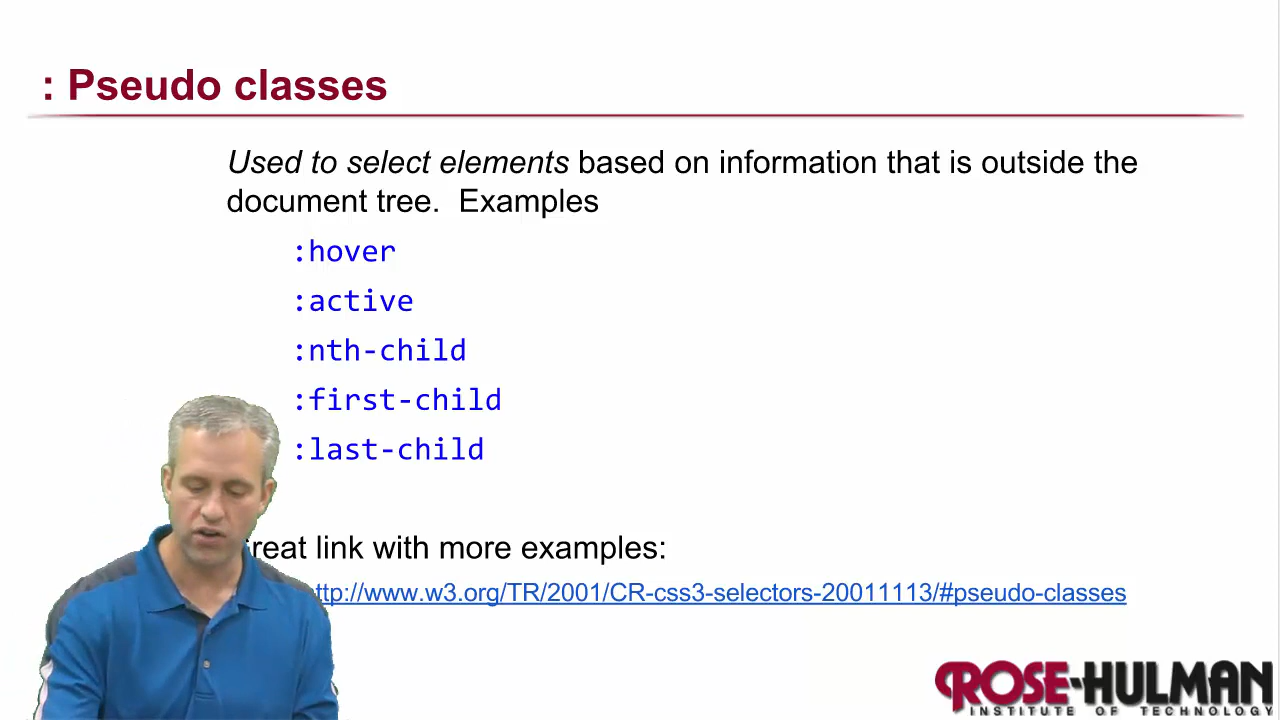 : Pseudo classes
Used to select elements based on information that is outside the
document tree. Examples
:hover
:active
:nth-child
:first-child
:last-child
reat link with more examples:
ttp://www.w3.org/TR/2001/CR-css3-selectors-20011113/#pseudo-classes
ROSE-HULMAN
INSTITUTE OF TECHNOLOGY